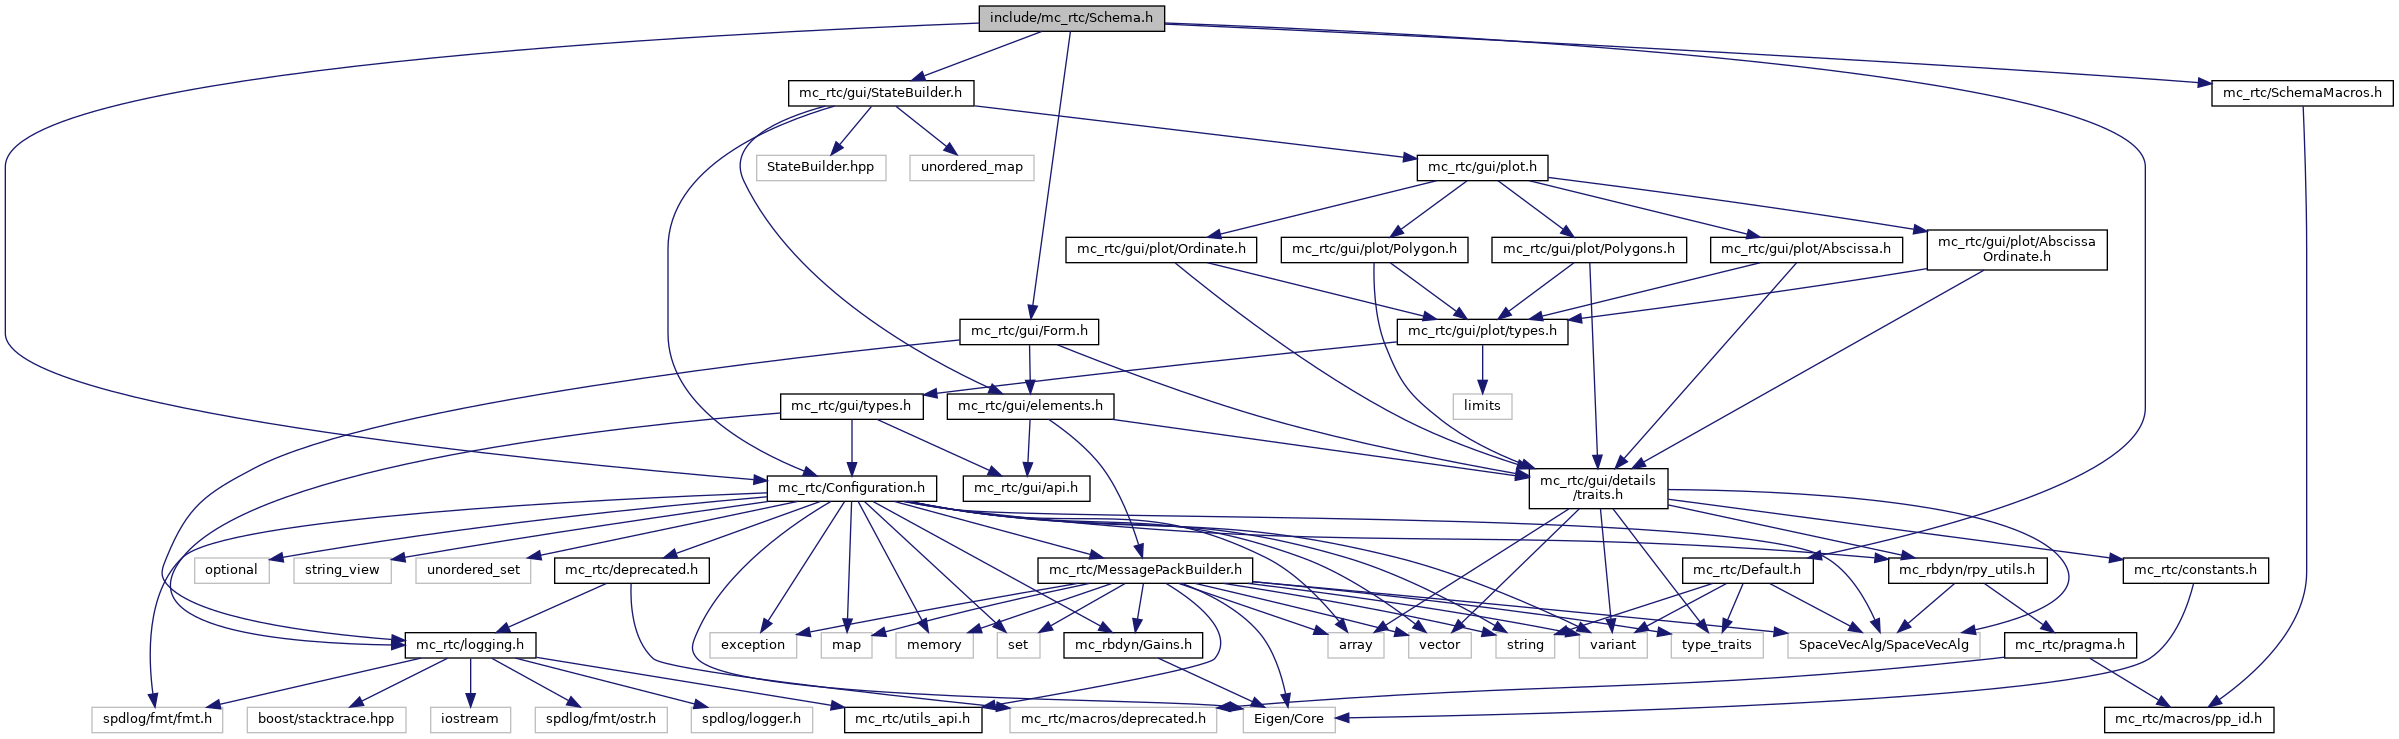 include/mc_rtc/Schema.h
mc_rtc/gui/StateBuilder.h
mc_rtc/SchemaMacros.h
StateBuilder.hpp
unordered_map
mc_rtc/gui/plot.h
mc_rtc/gui/plot/Ordinate.h
mc_rtc/gui/plot/Polygon.h
mc_rtc/gui/plot/Polygons.h
mc_rtc/gui/plot/Abscissa.h
mc_rtc/gui/plot/Abscissa
Ordinate.h
mc_rtc/gui/Form.h
mc_rtc/gui/plot/types.h
mc_rtc/gui/types.h
mc_rtc/gui/elements.h
limits
mc_rtc/Configuration.h
mc_rtc/gui/api.h
mc_rtc/gui/details
/traits.h
optional
string_view
unordered_set
mc_rtc/deprecated.h
mc_rtc/MessagePackBuilder.h
mc_rtc/Default.h
mc_rbdyn/rpy_utils.h
mc_rtc/constants.h
mc_rtc/logging.h
exception
map
memory
set
mc_rbdyn/Gains.h
array
vector
string
variant
type_traits
SpaceVecAlg/SpaceVecAlg
mc_rtc/pragma.h
spdlog/fmt/fmt.h
boost/stacktrace.hpp
iostream
spdlog/fmt/ostr.h
spdlog/logger.h
mc_rtc/utils_api.h
mc_rtc/macros/deprecated.h
Eigen/Core
mc_rtc/macros/pp_id.h